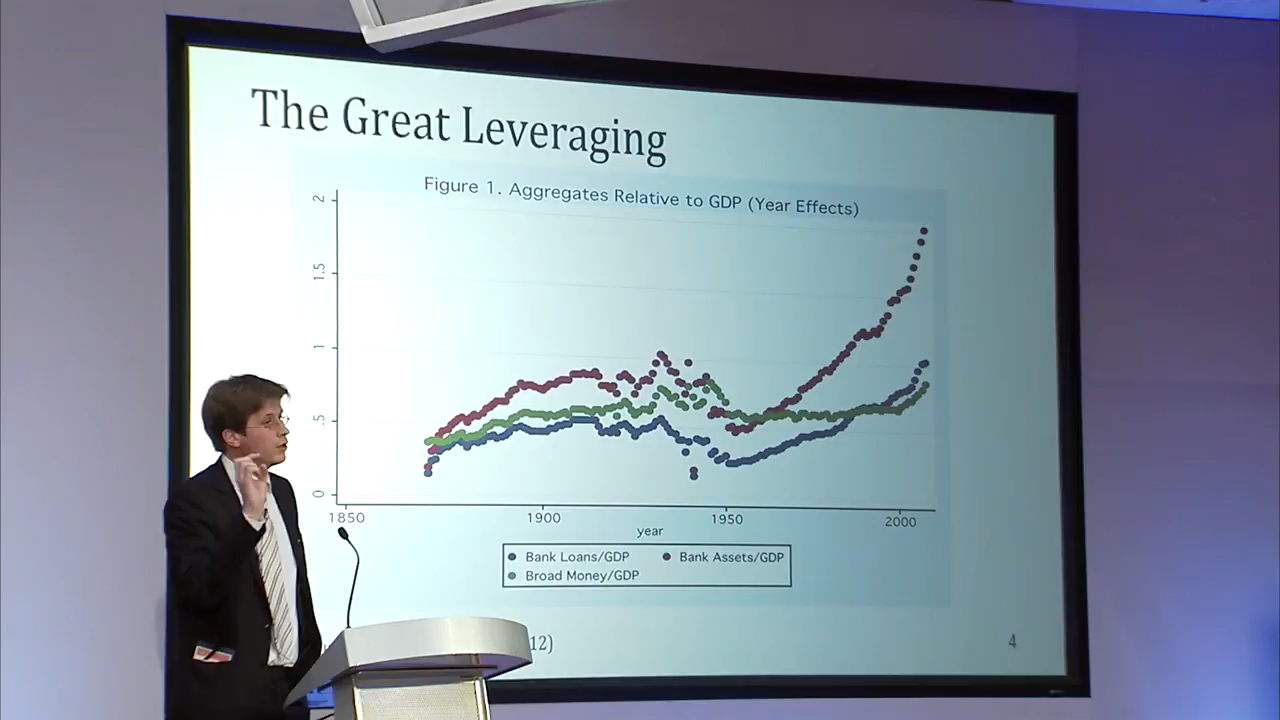 The Great Leveraging
Figure 1. Aggregates Relative to GDP (Year Effects)
2
1.5
1
.5
0
1850 1900 1950 2000
year
Bank Loans/GDP Bank Assets/GDP
Broad Money/GDP
12) 4